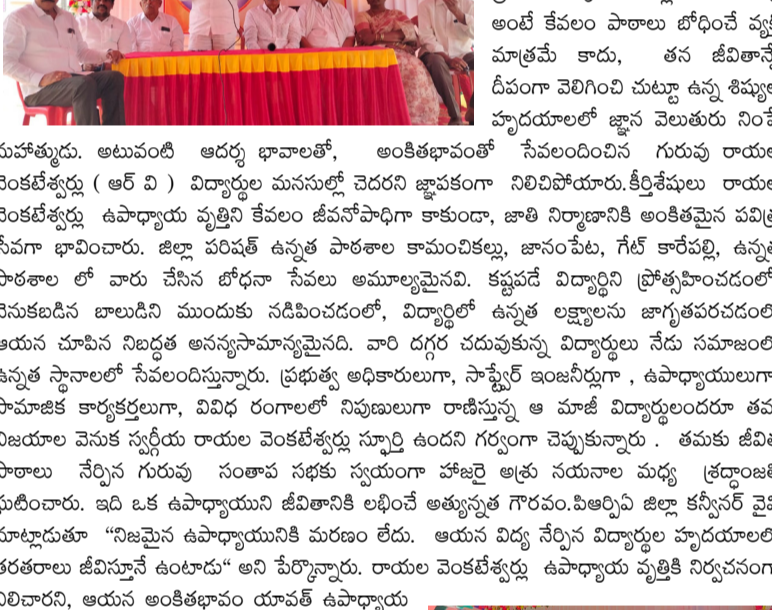 అంటే కేవలం పాఠాలు బోధించే
మాత్రమే కాదు, తన జీవితాన్నే
దీపంగా వెలిగించి చుట్టూ ఉన్న
హృదయాలలో జ్ఞాన వెలుతురు
మహాత్ముడు. అటువంటి ఆదర్శ భావాలతో, అంకితభావంతో సేవలందించిన గురువు రాయల
వెంకటేశ్వర్లు ( ఆర్ వి ) విద్యార్థుల మనసుల్లో చెదరని జ్ఞాపకంగా నిలిచిపోయారు.కీర్తిశేషులు రాయల
వెంకటేశ్వర్లు ఉపాధ్యాయ వృత్తిని కేవలం జీవనోపాధిగా కాకుండా, జాతి నిర్మాణానికి అంకితమైన పవిత్ర
సేవగా భావించారు. జిల్లా పరిషత్ ఉన్నత పాఠశాల కామంచికల్లు, జానంపేట, గేట్ కారేపల్లి, ఉన్నత
పాఠశాల లో వారు చేసిన బోధనా సేవలు అమూల్యమైనవి. కష్టపడే విద్యార్థిని ప్రోత్సహించడంలో
వెనుకబడిన బాలుడిని ముందుకు నడిపించడంలో, విద్యార్థిలో ఉన్నత లక్ష్యాలను జాగృతపరచడంలో
ఆయన చూపిన నిబద్ధత అనన్యసామాన్యమైనది. వారి దగ్గర చదువుకున్న విద్యార్థులు నేడు సమాజంలో
ఉన్నత స్థానాలలో సేవలందిస్తున్నారు. ప్రభుత్వ అధికారులుగా, సాఫ్ట్వేర్ ఇంజనీర్లుగా , ఉపాధ్యాయులుగా
సామాజిక కార్యకర్తలుగా, వివిధ రంగాలలో నిపుణులుగా రాణిస్తున్న ఆ మాజీ విద్యార్థులందరూ తమ
విజయాల వెనుక స్వర్గీయ రాయల వెంకటేశ్వర్లు స్ఫూర్తి ఉందని గర్వంగా చెప్పుకున్నారు . తమకు జీవిత
పాఠాలు నేర్పిన గురువు సంతాప సభకు స్వయంగా హాజరై అశ్రు నయనాల మధ్య శ్రద్ధాంజలి
ఘటించారు. ఇది ఒక ఉపాధ్యాయుని జీవితానికి లభించే అత్యున్నత గౌరవం.పిఆర్పిఏ జిల్లా కన్వీనర్
మాట్లాడుతూ “నిజమైన ఉపాధ్యాయునికి మరణం లేదు. ఆయన విద్య నేర్పిన విద్యార్థుల హృదయాలలో
తరతరాలు జీవిస్తూనే ఉంటాడు“ అని పేర్కొన్నారు. రాయల వెంకటేశ్వర్లు ఉపాధ్యాయ వృత్తికి నిర్వచనంగా
నిలిచారని, ఆయన అంకితభావం యావత్ ఉపాధ్యాయ